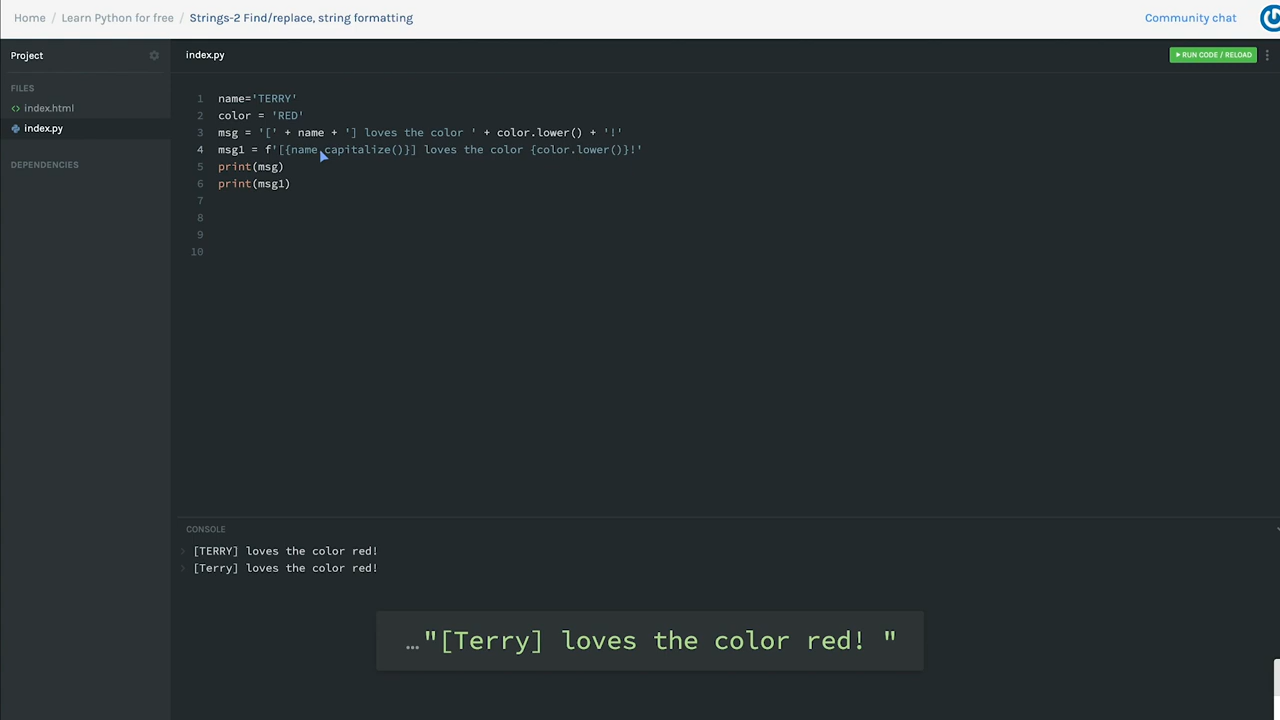 Home / Learn Python for free / Strings-2 Find/replace, string formatting
Community chat
Project
index.py
RUN CODE / RELOAD
FILES
index.html
index.py
DEPENDENCIES
1 name='TERRY'
2 color = 'RED'
3 msg = '[' + name + '] loves the color ' + color.lower() + '!'
4 msg1 = f'[{name.capitalize()}] loves the color {color.lower()}!'
5 print(msg)
6 print(msg1)
7
8
9
10
CONSOLE
[TERRY] loves the color red!
[Terry] loves the color red!
…"[Terry] loves the color red! "